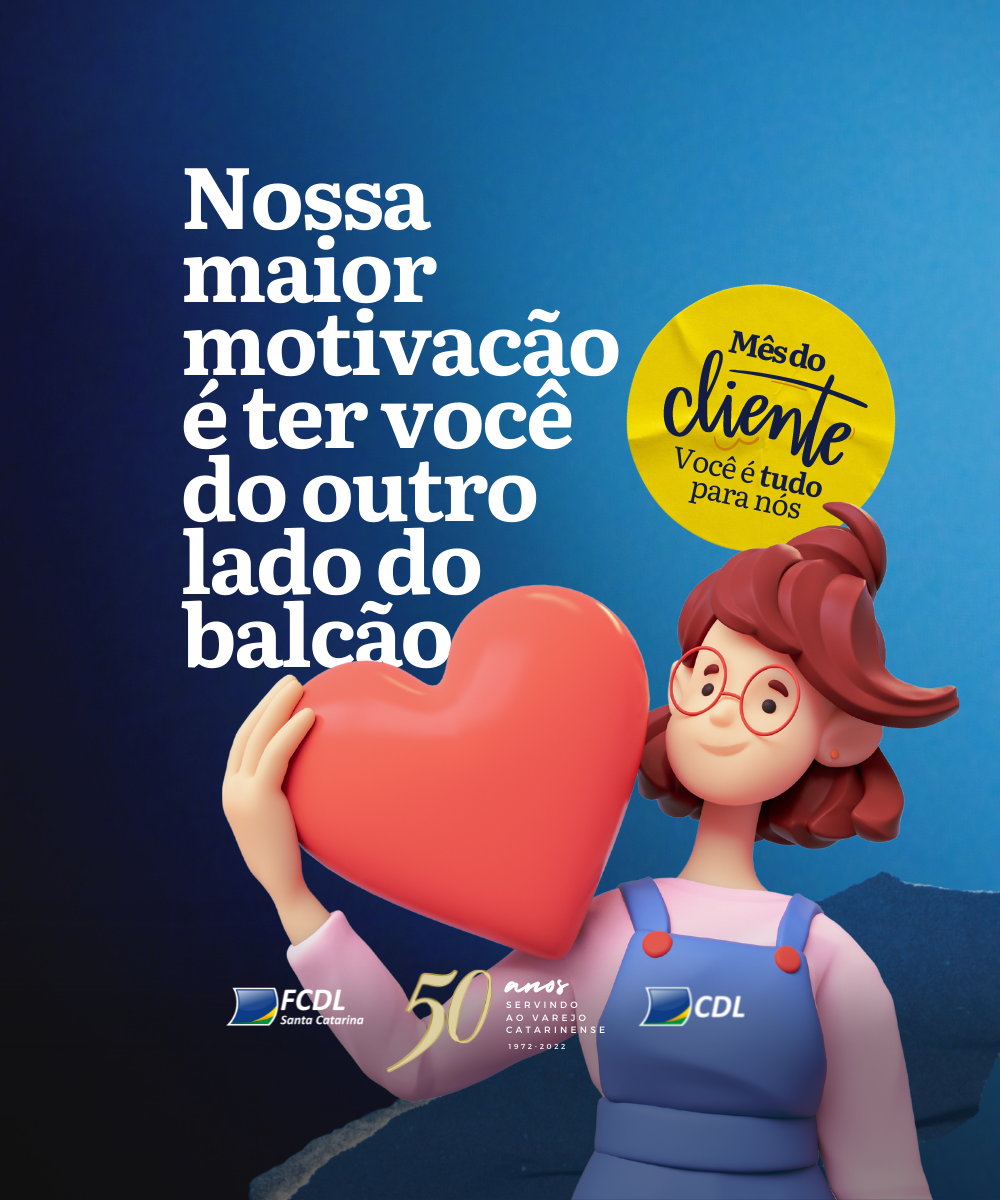 Nossa
maior
motivacão
é ter você
do outro
lado do
balcão
Mês do
cliente
Você é tudo
para nós
FCDL
Santa Catarina
50 anos
SERVINDO
AO VAREJO
CATARINENSE
1972-2022
CDL